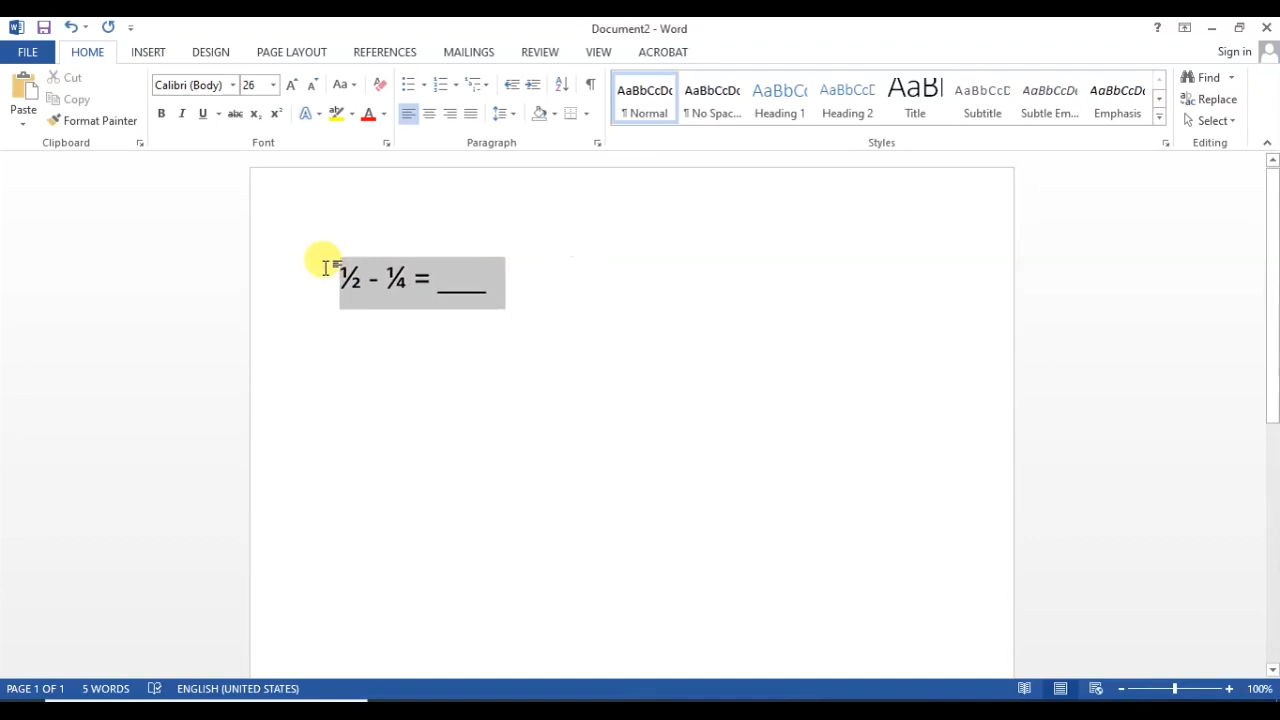 Document2 - Word
FILE HOME INSERT DESIGN PAGE LAYOUT REFERENCES MAILINGS REVIEW VIEW ACROBAT Sign in
Paste
Cut
Copy
Format Painter
Clipboard
Calibri (Body) 26
Font
Paragraph
AaBbCcDc AaBbCcDc AaBbCc AaBbCcD AaBl AaBbCcD AaBbCcDc AaBbCcDc
¶ Normal ¶ No Spac... Heading 1 Heading 2 Title Subtitle Subtle Em... Emphasis
Styles
Find
Replace
Select
Editing
½ - ¼ = ____
PAGE 1 OF 1 5 WORDS ENGLISH (UNITED STATES) 100%